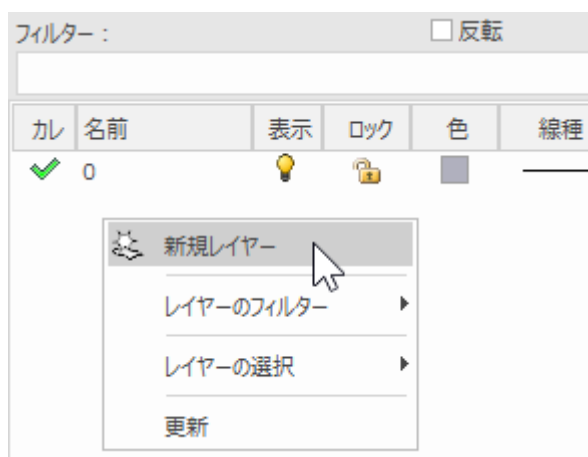 フィルター：
反転
カレ 名前 表示 ロック 色 線種
0
新規レイヤー
レイヤーのフィルター
レイヤーの選択
更新